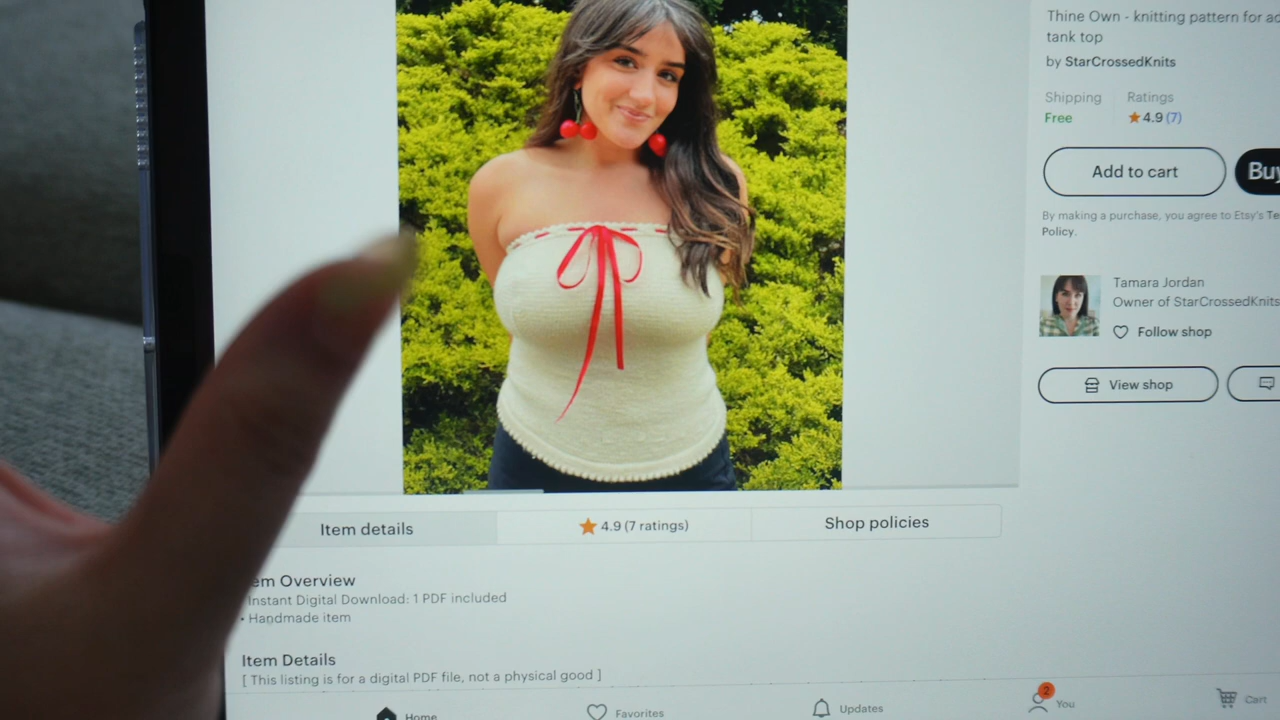 Thine Own - knitting pattern for
tank top
by StarCrossedKnits
Shipping
Free
Ratings
4.9 (7)
Add to cart
Buy
By making a purchase, you agree to Etsy's
Policy.
Tamara Jordan
Owner of StarCrossedKnits
Follow shop
View shop
Item details
4.9 (7 ratings)
Shop policies
em Overview
Instant Digital Download: 1 PDF included
• Handmade item
Item Details
[ This listing is for a digital PDF file, not a physical good ]
Home
Favorites
Updates
2
You
Cart